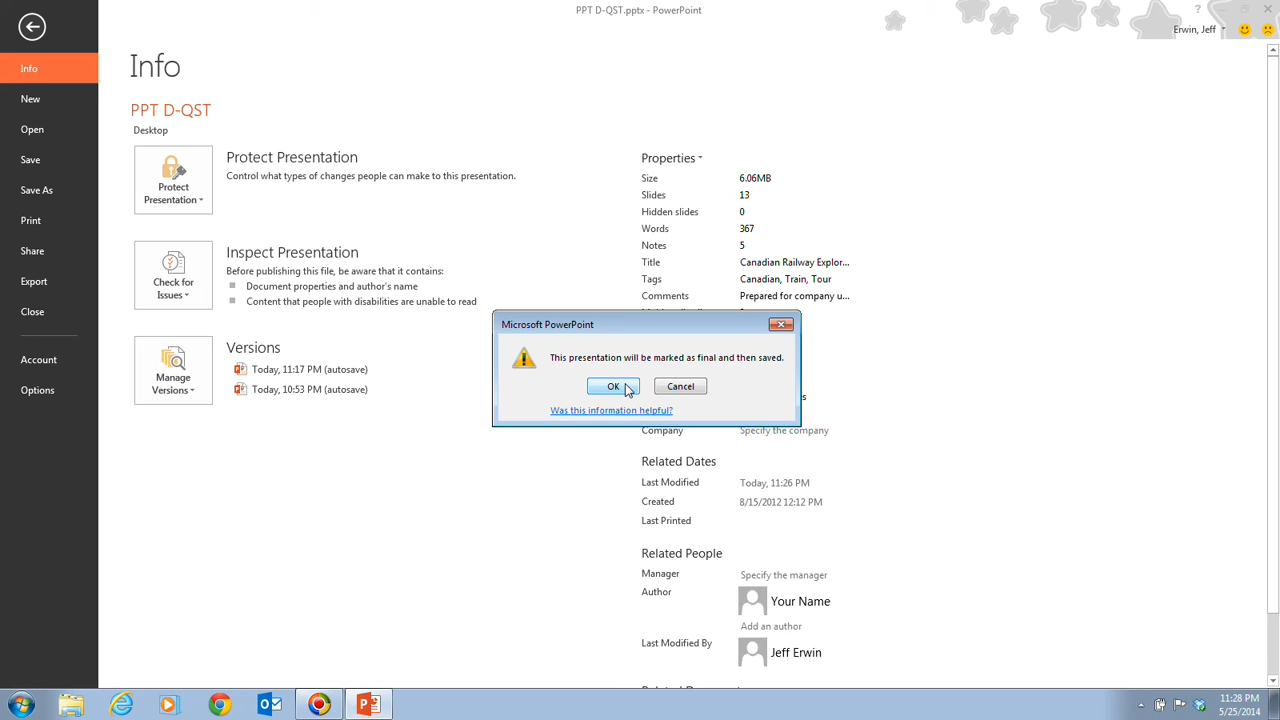 PPT D-QST.pptx - PowerPoint
?
Erwin, Jeff
Info
New
Open
Save
Save As
Print
Share
Export
Close
Account
Options
Info
PPT D-QST
Desktop
Protect Presentation
Protect Presentation
Control what types of changes people can make to this presentation.
Check for Issues
Inspect Presentation
Before publishing this file, be aware that it contains:
Document properties and author's name
Content that people with disabilities are unable to read
Manage Versions
Versions
Today, 11:17 PM (autosave)
Today, 10:53 PM (autosave)
Properties
Size 6.06MB
Slides 13
Hidden slides 0
Words 367
Notes 5
Title Canadian Railway Explor...
Tags Canadian, Train, Tour
Comments Prepared for company u...
Microsoft PowerPoint
This presentation will be marked as final and then saved.
OK Cancel
Was this information helpful?
Company Specify the company
Related Dates
Last Modified Today, 11:26 PM
Created 8/15/2012 12:12 PM
Last Printed
Related People
Manager Specify the manager
Author Your Name
Add an author
Last Modified By Jeff Erwin
11:28 PM
5/25/2014